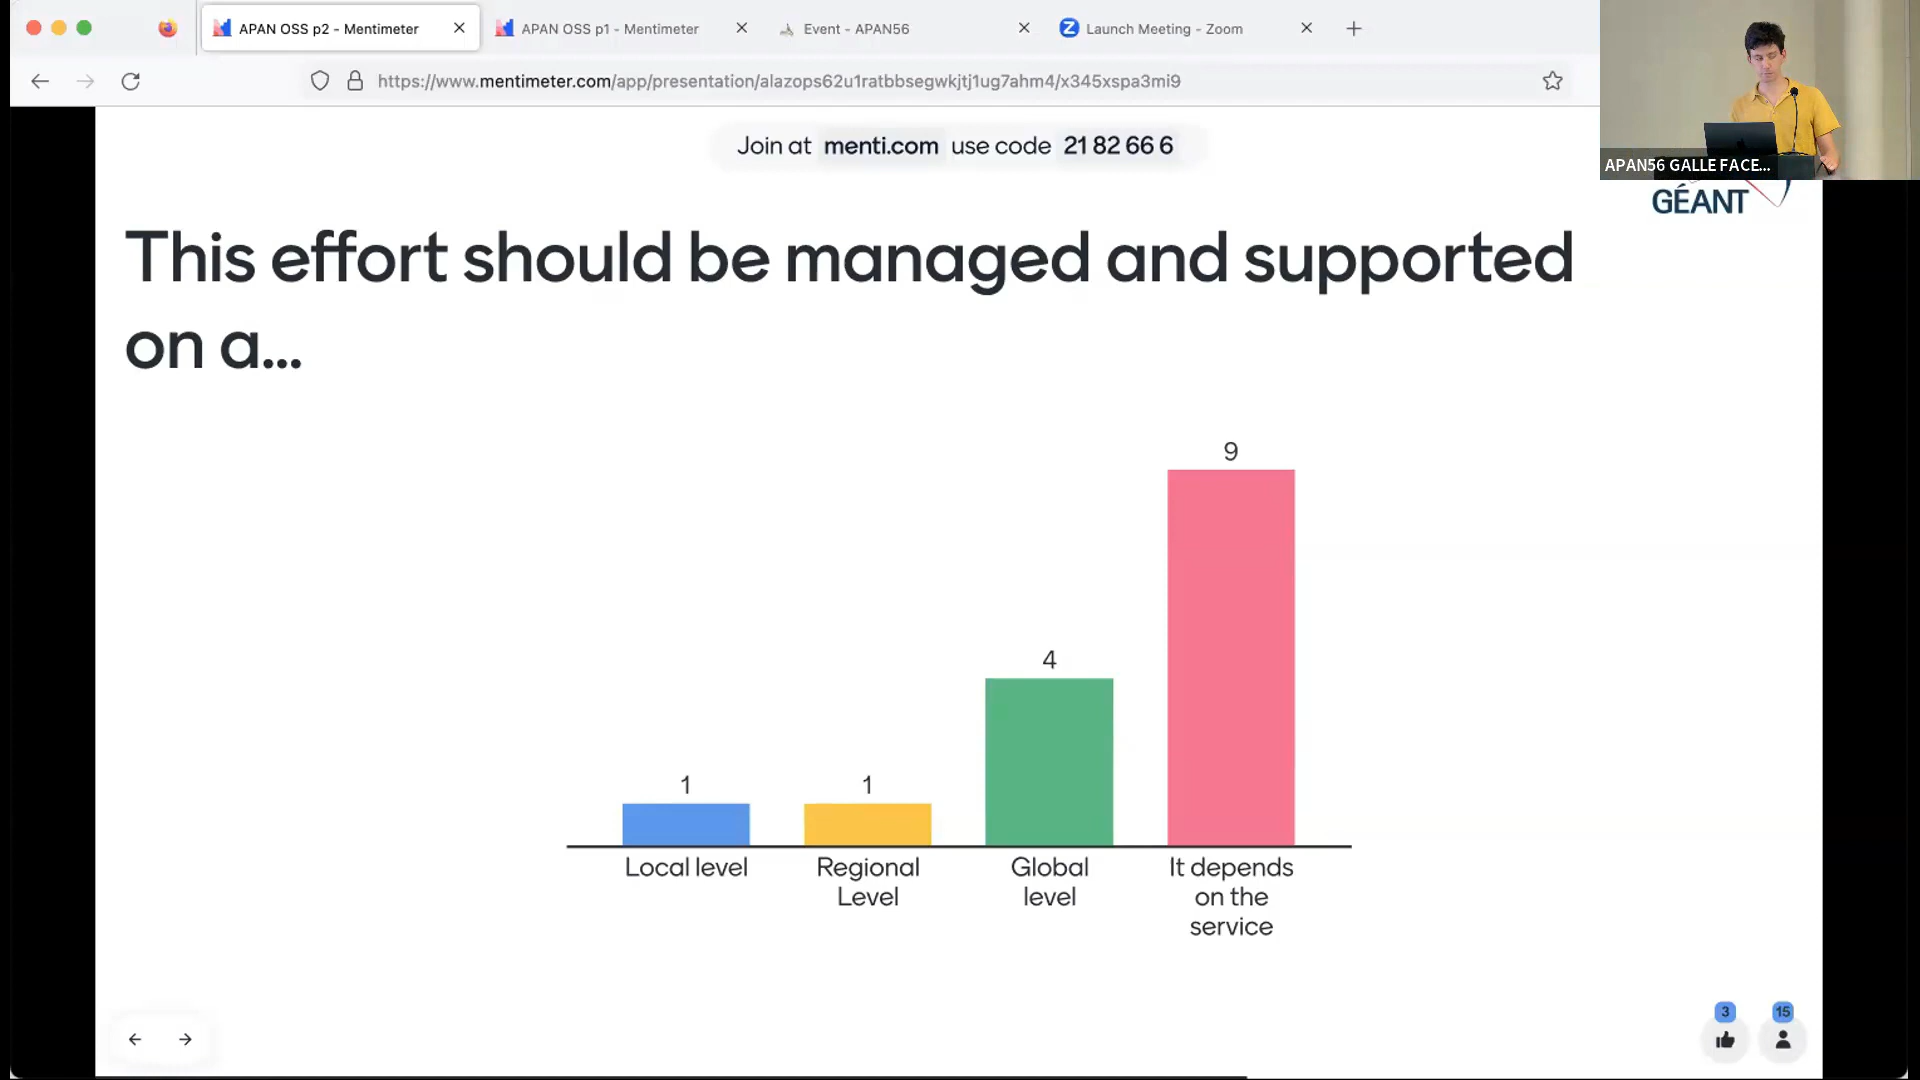 APAN OSS p2 - Mentimeter
APAN OSS p1 - Mentimeter
Event - APAN56
Launch Meeting - Zoom
https://www.mentimeter.com/app/presentation/alazops62u1ratbbsegwkjtj1ug7ahm4/x345xspa3mi9
APAN56 GALLE FACE...
Join at menti.com use code 21 82 66 6
GÉANT
This effort should be managed and supported
on a...
9
4
1
1
Local level
Regional
Level
Global
level
It depends
on the
service
3
15